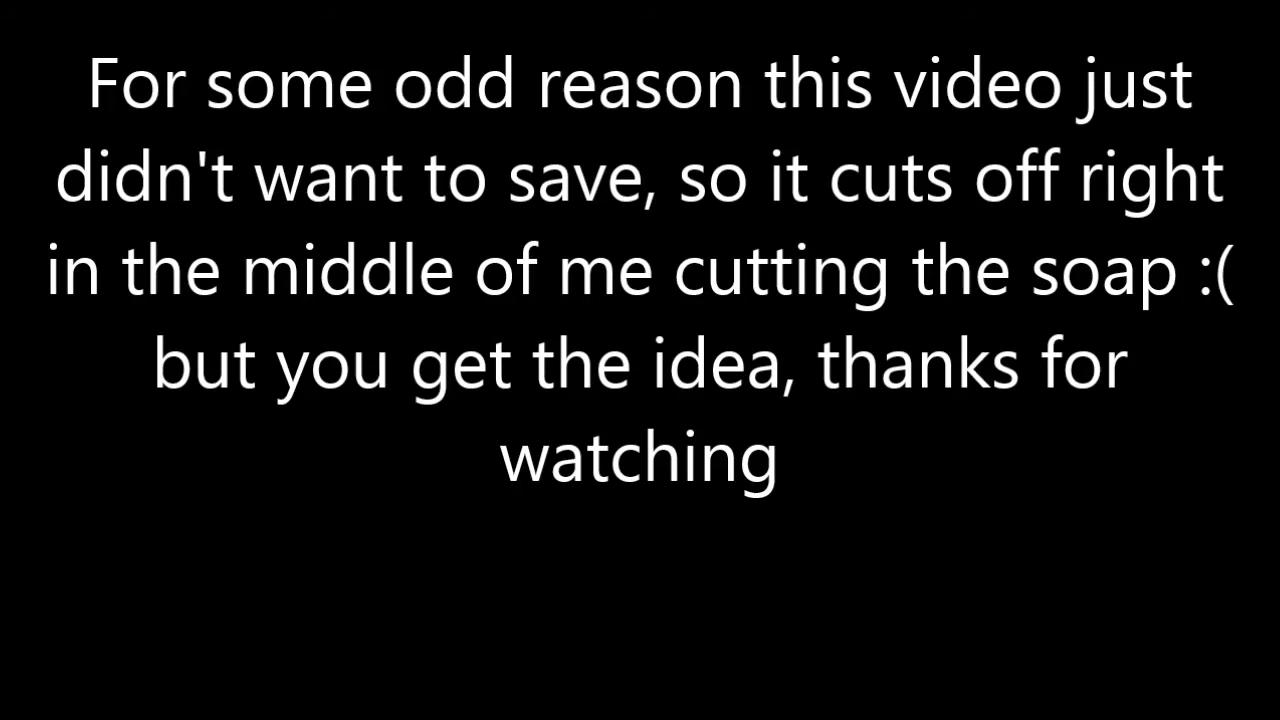 For some odd reason this video just
didn't want to save, so it cuts off right
in the middle of me cutting the soap :(
but you get the idea, thanks for
watching